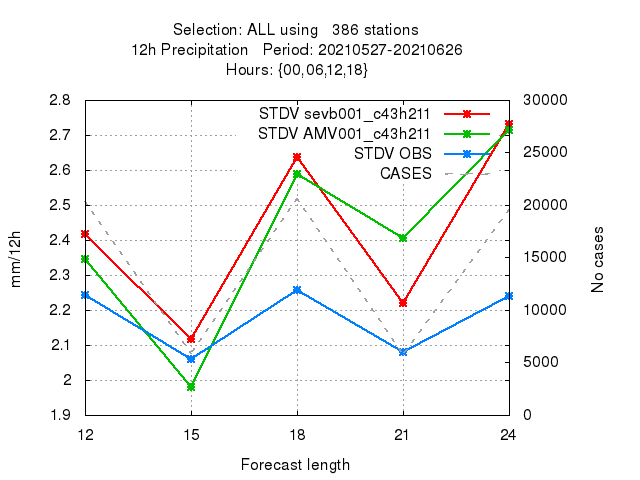 Selection: ALL using   386 stations
12h Precipitation   Period: 20210527-20210626
Hours: {00,06,12,18}
2.8
2.7
2.6
2.5
2.4
2.3
2.2
2.1
2
1.9
mm/12h
STDV sevb001_c43h211
STDV AMV001_c43h211
STDV OBS
CASES
30000
25000
20000
15000
10000
5000
0
No cases
12 15 18 21 24
Forecast length